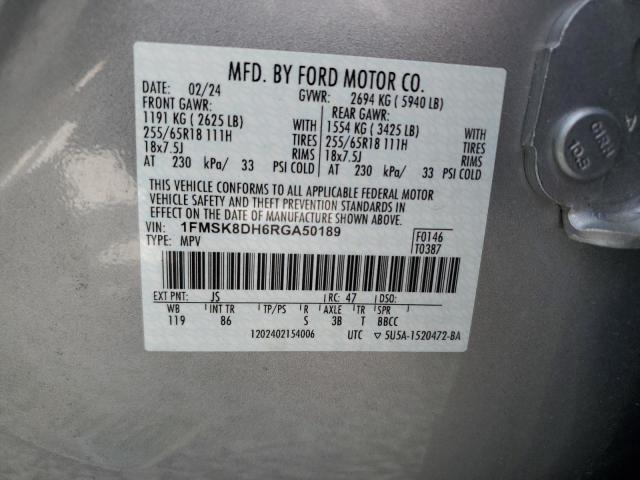 MFD. BY FORD MOTOR CO.
DATE: 02/24 GVWR: 2694 KG ( 5940 LB)
FRONT GAWR: REAR GAWR:
1191 KG ( 2625 LB) WITH 1554 KG ( 3425 LB) WITH
255/65R18 111H TIRES 255/65R18 111H TIRES
18x7.5J RIMS 18x7.5J RIMS
AT 230 kPa/ 33 PSI COLD AT 230 kPa/ 33 PSI COLD
THIS VEHICLE CONFORMS TO ALL APPLICABLE FEDERAL MOTOR
VEHICLE SAFETY AND THEFT PREVENTION STANDARDS IN
EFFECT ON THE DATE OF MANUFACTURE SHOWN ABOVE.
VIN: 1FMSK8DH6RGA50189 F0146
TYPE: MPV T0387
EXT PNT: JS RC: 47 DSO:
WB INT TR TP/PS R AXLE TR SPR
119 86 S 3B T BBCC
1202402154006 UTC ▽ 5U5A-1520472-BA
GIRH
10.9